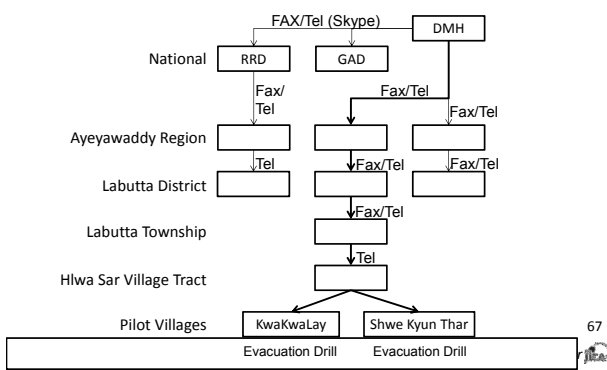 FAX/Tel (Skype)
DMH
National
RRD
GAD
Fax/
Tel
Fax/Tel
Fax/Tel
Ayeyawaddy Region
Tel
Fax/Tel
Fax/Tel
Labutta District
Fax/Tel
Labutta Township
Tel
Hlwa Sar Village Tract
Pilot Villages
KwaKwaLay
Shwe Kyun Thar
67
Evacuation Drill
Evacuation Drill